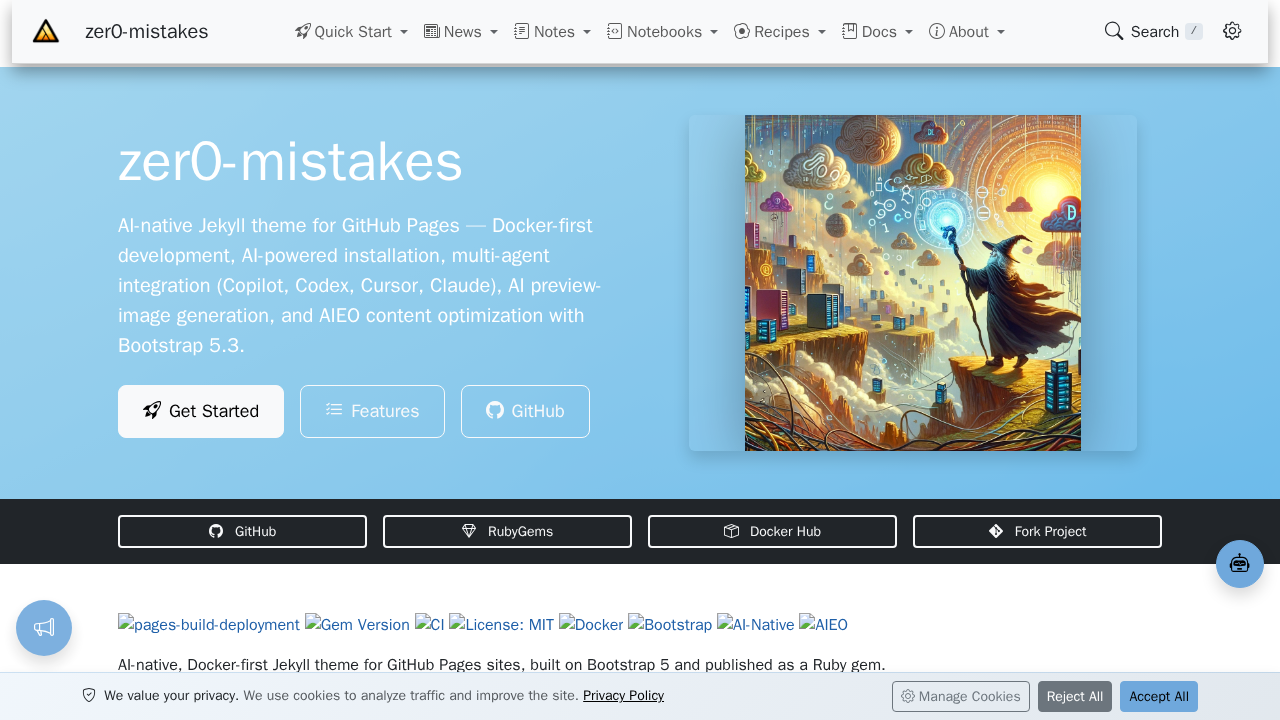 zer0-mistakes
Quick Start
News
Notes
Notebooks
Recipes
Docs
About
Search /
zer0-mistakes
AI-native Jekyll theme for GitHub Pages — Docker-first
development, AI-powered installation, multi-agent
integration (Copilot, Codex, Cursor, Claude), AI preview-
image generation, and AIEO content optimization with
Bootstrap 5.3.
Get Started
Features
GitHub
GitHub
RubyGems
Docker Hub
Fork Project
pages-build-deployment Gem Version CI License: MIT Docker Bootstrap AI-Native AIEO
AI-native, Docker-first Jekyll theme for GitHub Pages sites, built on Bootstrap 5 and published as a Ruby gem.
We value your privacy. We use cookies to analyze traffic and improve the site. Privacy Policy
Manage Cookies
Reject All
Accept All